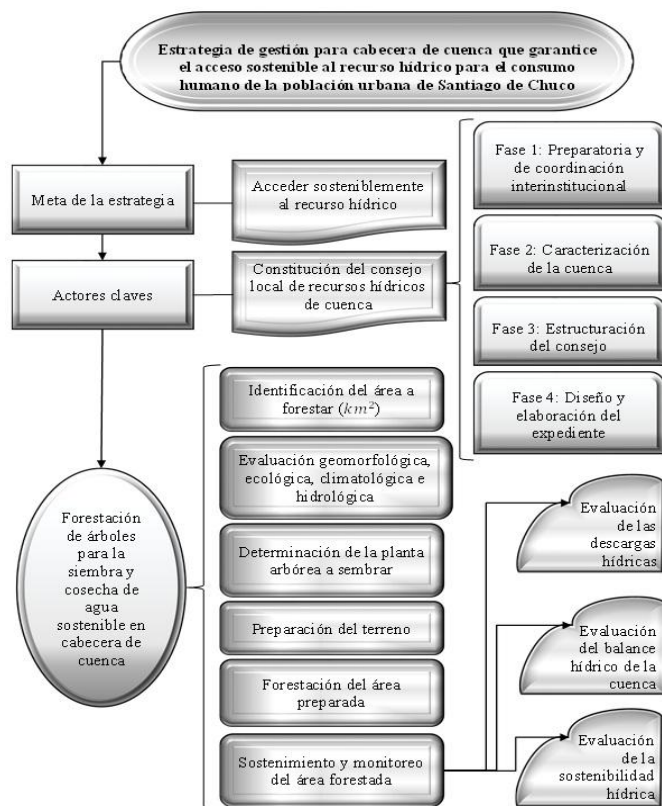 Estrategia de gestión para cabecera de cuenca que garantice
el acceso sostenible al recurso hídrico para el consumo
humano de la población urbana de Santiago de Chuco
Meta de la estrategia
Acceder sosteniblemente
al recurso hídrico
Actores claves
Constitución del consejo
local de recursos hídricos
de cuenca
Fase 1: Preparatoria y
de coordinación
interinstitucional
Fase 2: Caracterización
de la cuenca
Fase 3: Estructuración
del consejo
Fase 4: Diseño y
elaboración del
expediente
Forestación
de árboles
para la
siembra y
cosecha de
agua
sostenible en
cabecera de
cuenca
Identificación del área a
forestar (km²)
Evaluación geomorfológica,
ecológica, climatológica e
hidrológica
Determinación de la planta
arbórea a sembrar
Preparación del terreno
Forestación del área
preparada
Sostenimiento y monitoreo
del área forestada
Evaluación
de las
descargas
hídricas
Evaluación
del balance
hídrico de la
cuenca
Evaluación
de la
sostenibilidad
hídrica